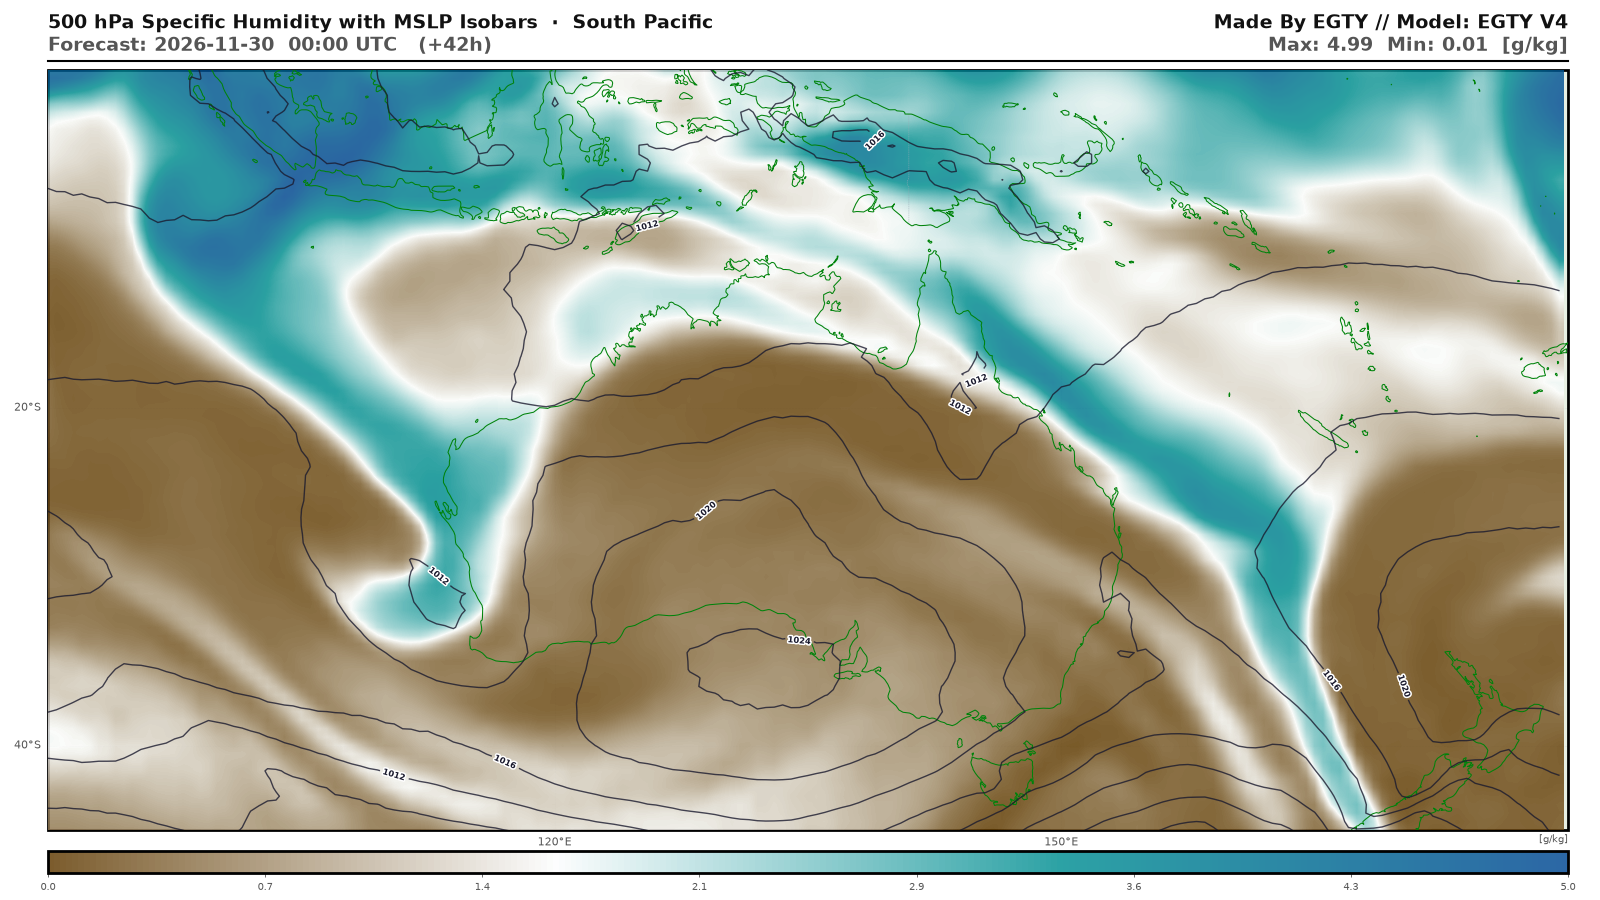 500 hPa Specific Humidity with MSLP Isobars · South Pacific
Made By EGTY // Model: EGTY V4
Forecast: 2026-11-30 00:00 UTC (+42h)
Max: 4.99 Min: 0.01 [g/kg]
1016
1012
1012
1012
20°S
1020
1012
1024
1016
1020
40°S
1016
1012
120°E
150°E
[g/kg]
0.0
0.7
1.4
2.1
2.9
3.6
4.3
5.0